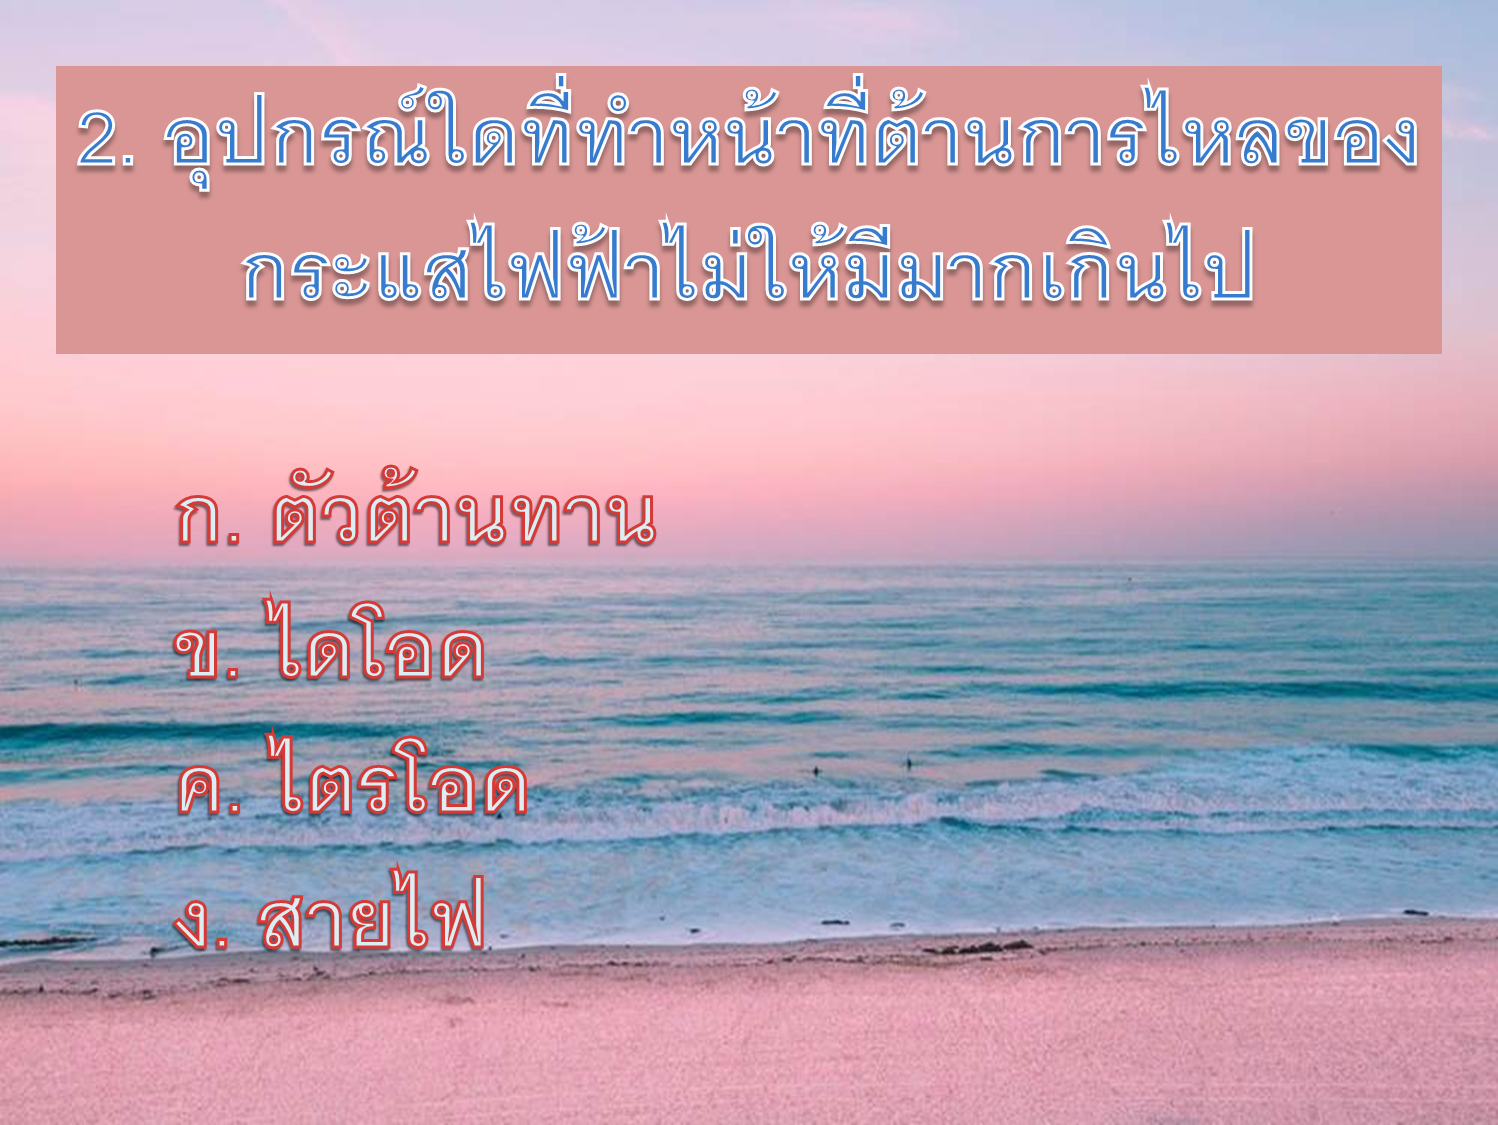 2. อุปกรณ์ใดที่ทำหน้าที่ต้านการไหลของ
กระแสไฟฟ้าไม่ให้มีมากเกินไป
ก. ตัวต้านทาน
ข. ไดโอด
ค. ไตรโอด
ง. สายไฟ